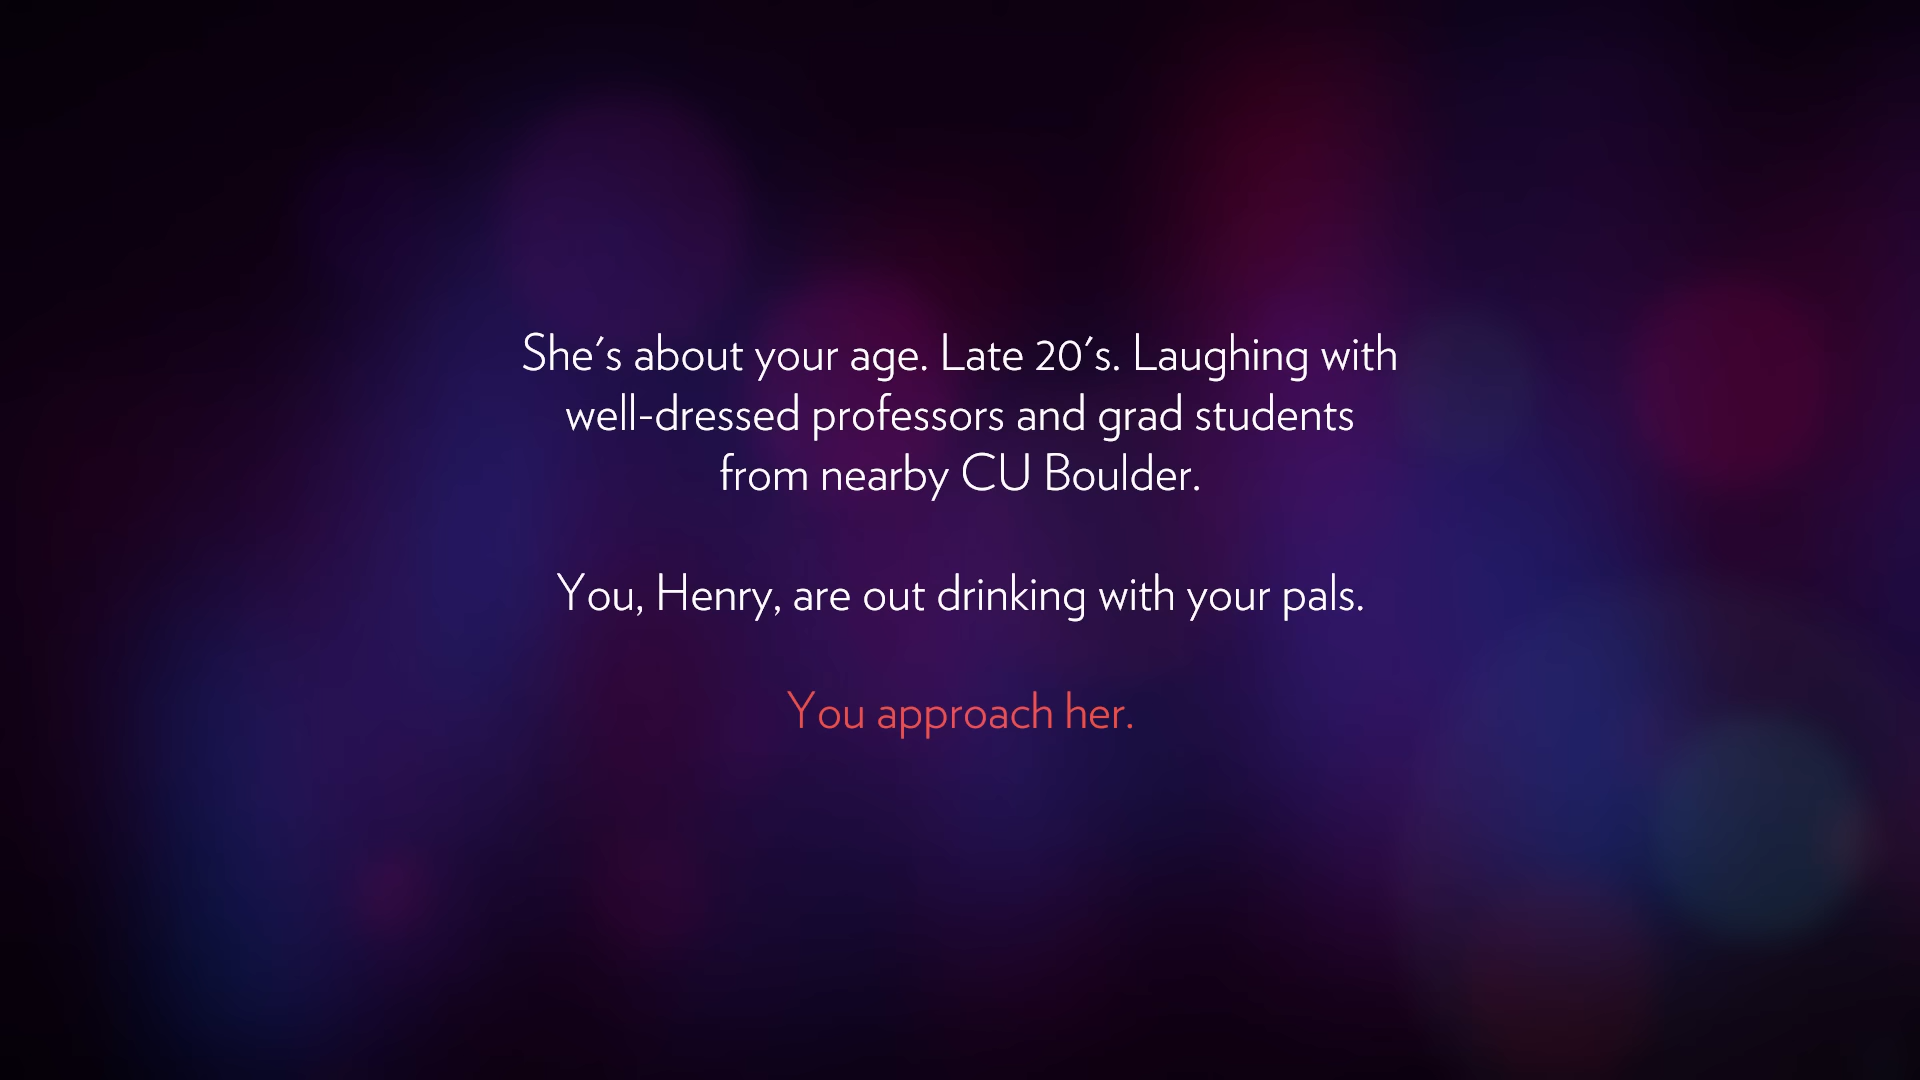 She's about your age. Late 20's. Laughing with
well-dressed professors and grad students
from nearby CU Boulder.
You, Henry, are out drinking with your pals.
You approach her.